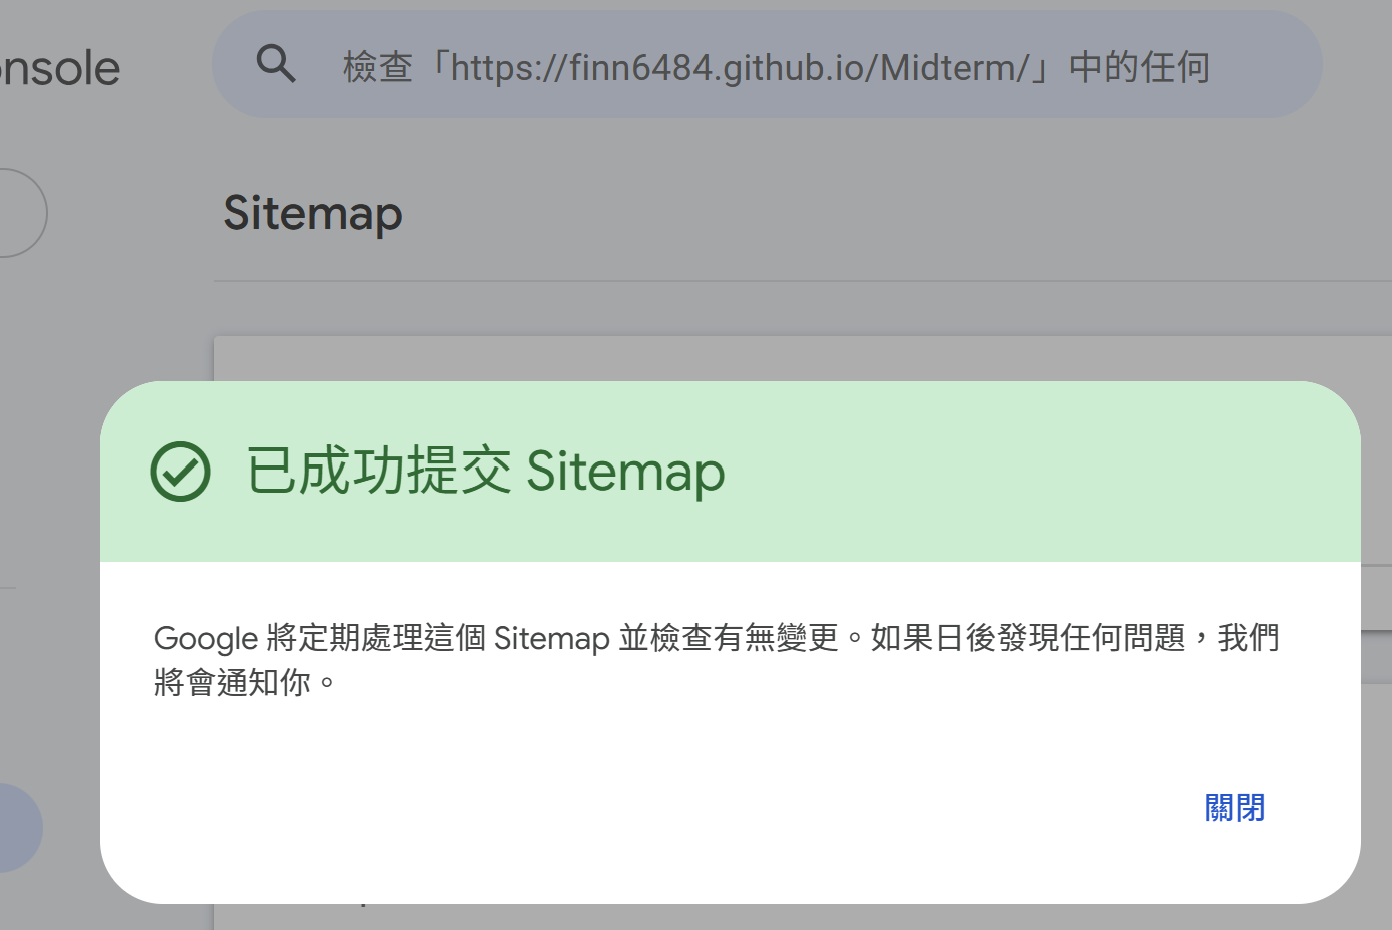 onsole
檢查「https://finn6484.github.io/Midterm/」中的任何
Sitemap
已成功提交 Sitemap
Google 將定期處理這個 Sitemap 並檢查有無變更。如果日後發現任何問題，我們
將會通知你。
關閉